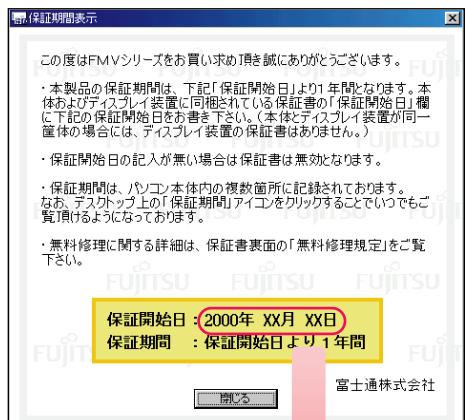 保証期間表示
この度はFMVシリーズをお買い求め頂き誠にありがとうございます。
・本製品の保証期間は、下記「保証開始日」より1年間となります。本
体およびディスプレイ装置に同梱されている保証書の「保証開始日」欄
に下記の保証開始日をお書き下さい。(本体とディスプレイ装置が同一
筐体の場合には、ディスプレイ装置の保証書はありません。)
・保証開始日の記入が無い場合は保証書は無効となります。
・保証期間は、パソコン本体内の複数箇所に記録されております。
なお、デスクトップ上の「保証期間」アイコンをクリックすることでいつでもご
覧頂けるようになっております。
・無料修理に関する詳細は、保証書裏面の「無料修理規定」をご覧
下さい。
保証開始日:2000年 XX月 XX日
保証期間 :保証開始日より1年間
富士通株式会社
閉じる